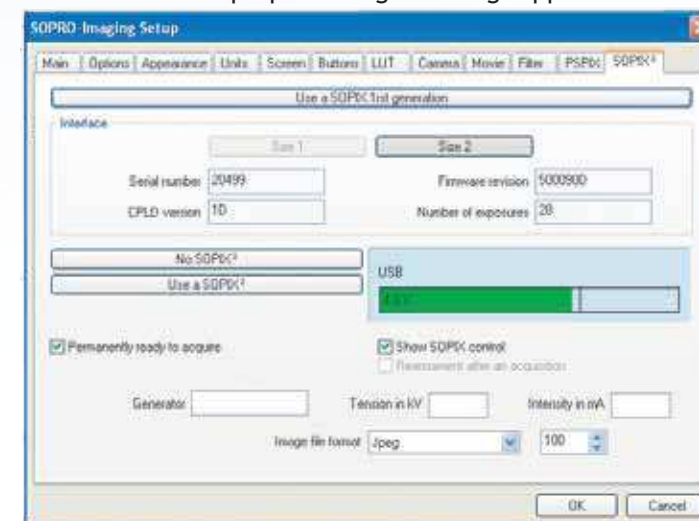 SOPRO-Imaging Setup
Main Options Appearance Units Screen Buttons LUT Camera Movie Filter PSPIX SOPIX²
Use a SOPIX 1rst generation
Interface
Size 1 Size 2
Serial number 20499 Firmware revision 5000900
CPLD version 1D Number of exposures 28
No SOPIX²
Use a SOPIX²
USB
Permanently ready to acquire Show SOPIX control
Rearmament after an acquisition
Generator Tension in kV Intensity in mA
Image file format Jpeg 100
OK Cancel